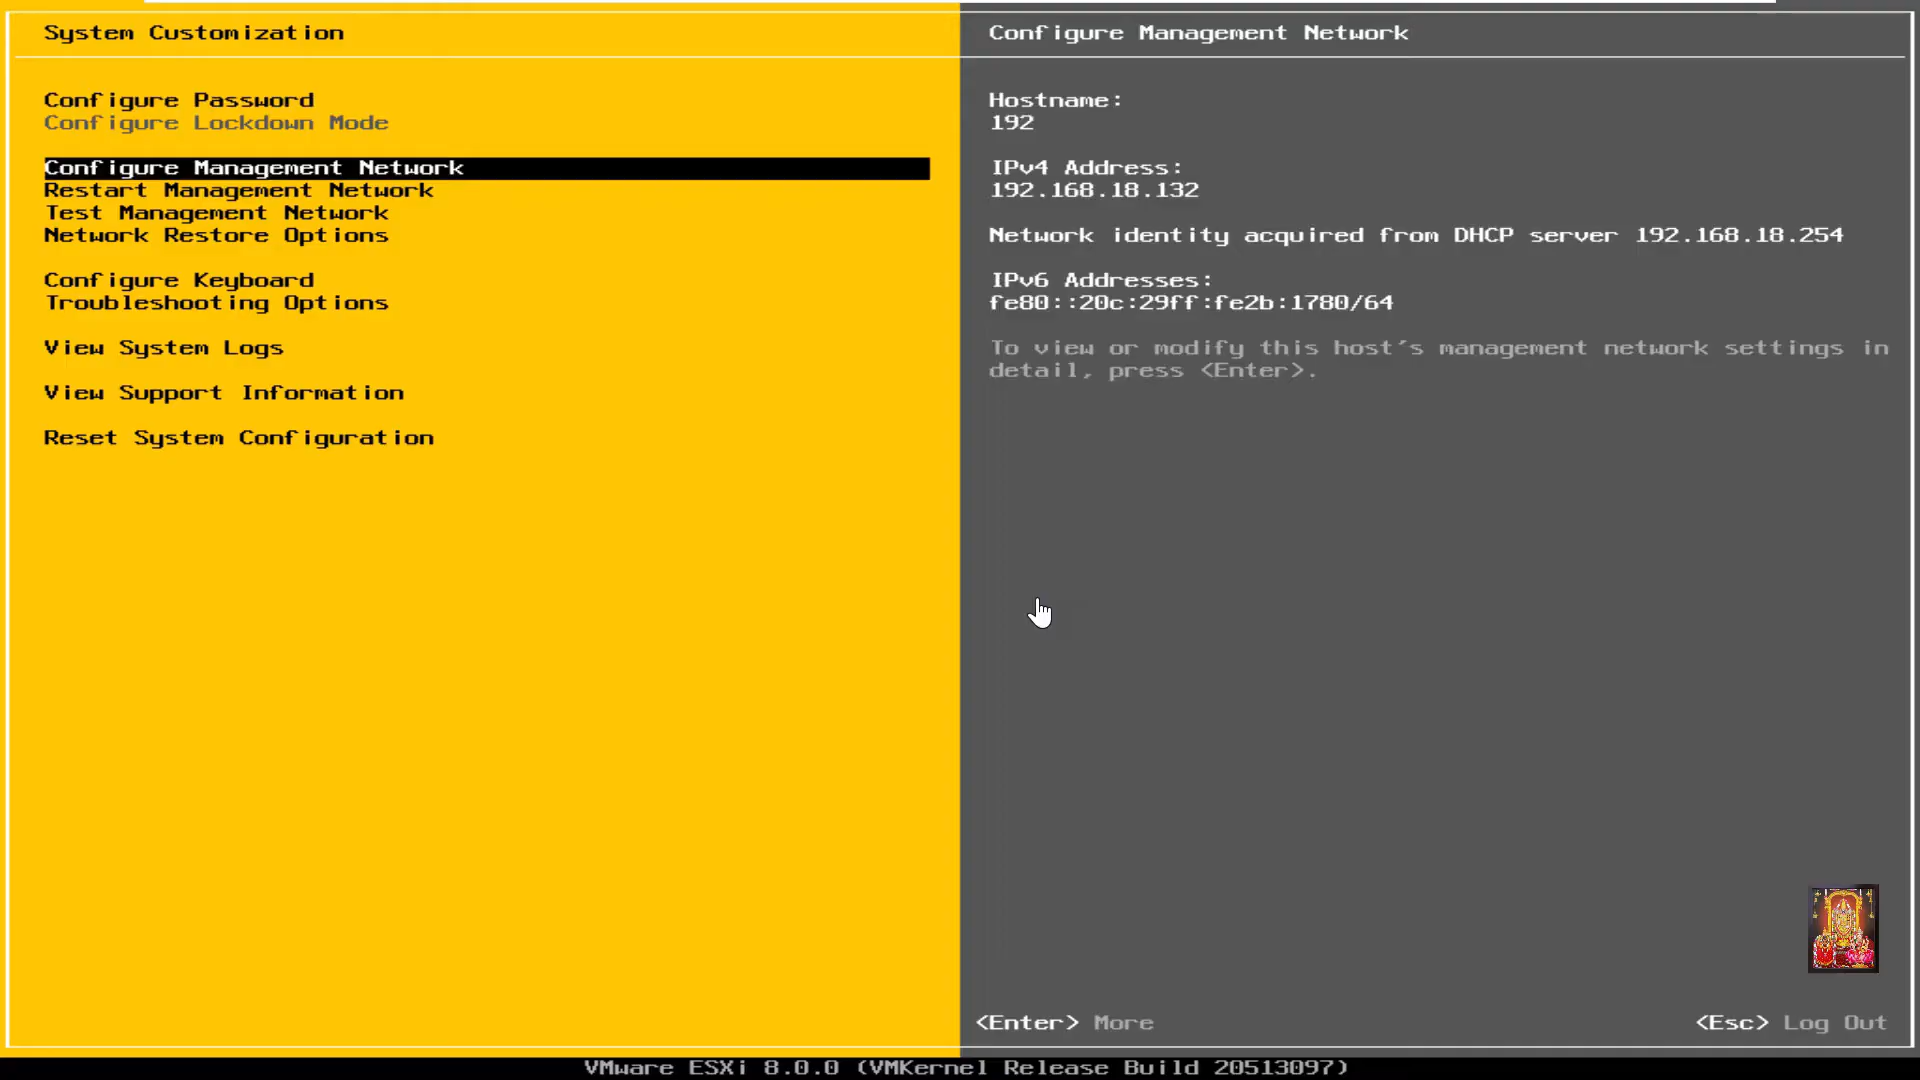 System Customization
Configure Password
Configure Lockdown Mode
Configure Management Network
Restart Management Network
Test Management Network
Network Restore Options
Configure Keyboard
Troubleshooting Options
View System Logs
View Support Information
Reset System Configuration
Configure Management Network
Hostname:
192
IPv4 Address:
192.168.18.132
Network identity acquired from DHCP server 192.168.18.254
IPv6 Addresses:
fe80::20c:29ff:fe2b:1780/64
To view or modify this host's management network settings in
detail, press <Enter>.
<Enter> More
<Esc> Log Out
VMware ESXi 8.0.0 (VMKernel Release Build 20513097)